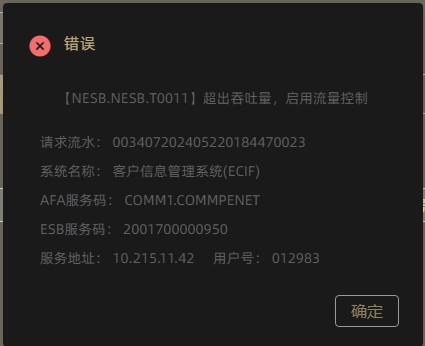 错误
【NESB.NESB.T0011】超出吞吐量，启用流量控制
请求流水： 003407202405220184470023
系统名称： 客户信息管理系统(ECIF)
AFA服务码： COMM1.COMMPENET
ESB服务码： 2001700000950
服务地址： 10.215.11.42 用户号： 012983
确定